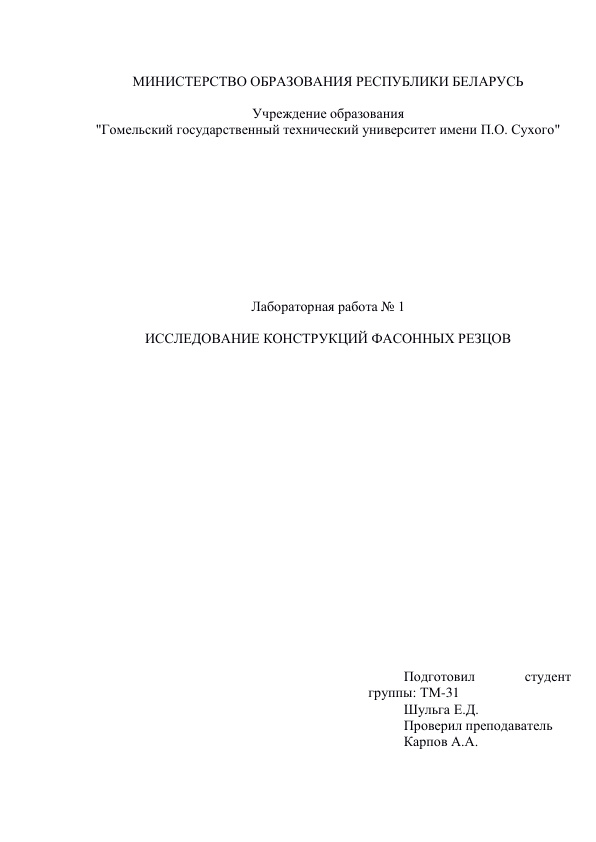 МИНИСТЕРСТВО ОБРАЗОВАНИЯ РЕСПУБЛИКИ БЕЛАРУСЬ
Учреждение образования
"Гомельский государственный технический университет имени П.О. Сухого"
Лабораторная работа № 1
ИССЛЕДОВАНИЕ КОНСТРУКЦИЙ ФАСОННЫХ РЕЗЦОВ
Подготовил студент
группы: ТМ-31
Шульга Е.Д.
Проверил преподаватель
Карпов А.А.